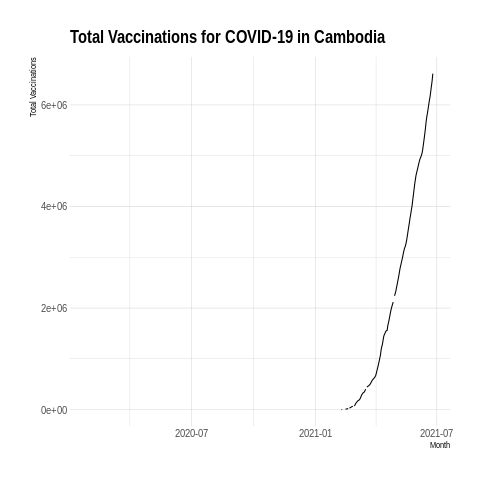 Total Vaccinations for COVID-19 in Cambodia
Total Vaccinations
6e+06
4e+06
2e+06
0e+00
2020-07
2021-01
2021-07
Month